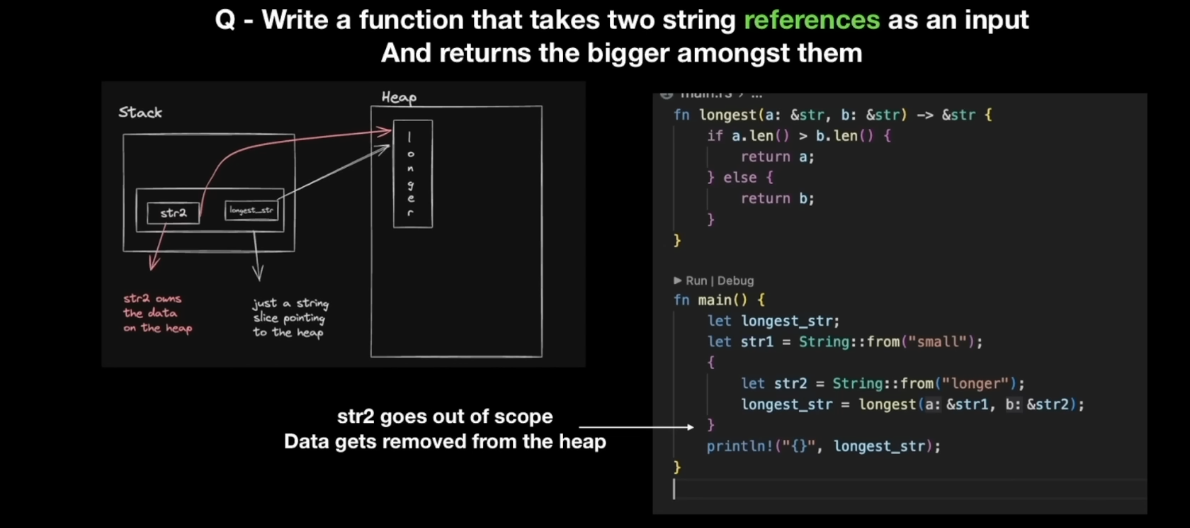 Q - Write a function that takes two string references as an input
And returns the bigger amongst them
Stack
Heap
str2
longest_str
l
o
n
g
e
r
str2 owns
the data
on the heap
just a string
slice pointing
to the heap
str2 goes out of scope
Data gets removed from the heap
main.rs > ...
fn longest(a: &str, b: &str) -> &str {
    if a.len() > b.len() {
        return a;
    } else {
        return b;
    }
}
▶ Run | Debug
fn main() {
    let longest_str;
    let str1 = String::from("small");
    {
        let str2 = String::from("longer");
        longest_str = longest(a: &str1, b: &str2);
    }
    println!("{}", longest_str);
}